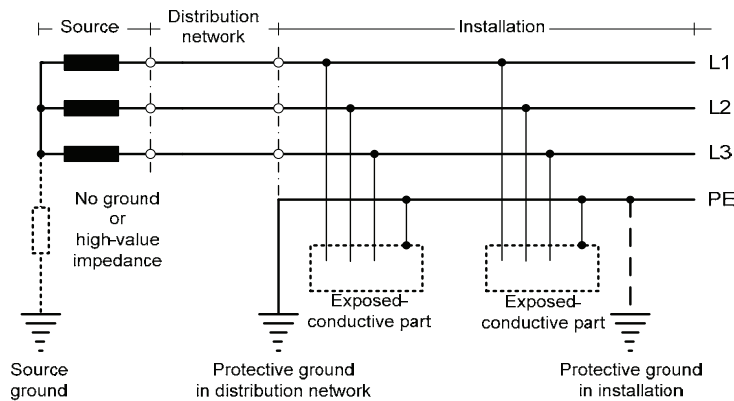 Source
Distribution
network
Installation
L1
L2
L3
PE
No ground
or
high-value
impedance
Exposed-
conductive part
Exposed-
conductive part
Source
ground
Protective ground
in distribution network
Protective ground
in installation